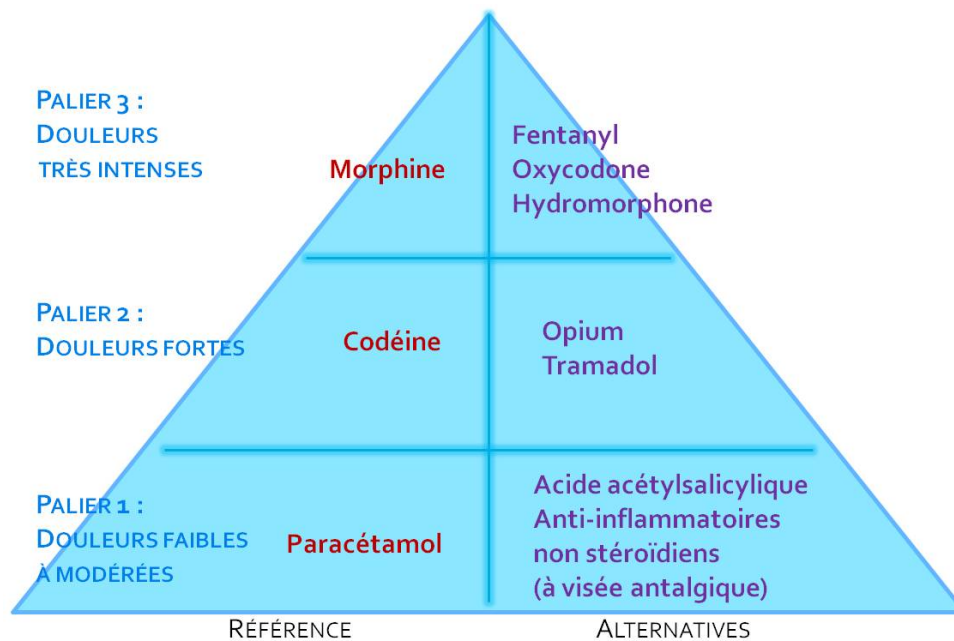 PALIER 3 :
DOULEURS
TRÈS INTENSES
Morphine
Fentanyl
Oxycodone
Hydromorphone
PALIER 2 :
DOULEURS FORTES
Codéine
Opium
Tramadol
PALIER 1 :
DOULEURS FAIBLES
À MODÉRÉES
Paracétamol
Acide acétylsalicylique
Anti-inflammatoires
non stéroïdiens
(à visée antalgique)
RÉFÉRENCE
ALTERNATIVES